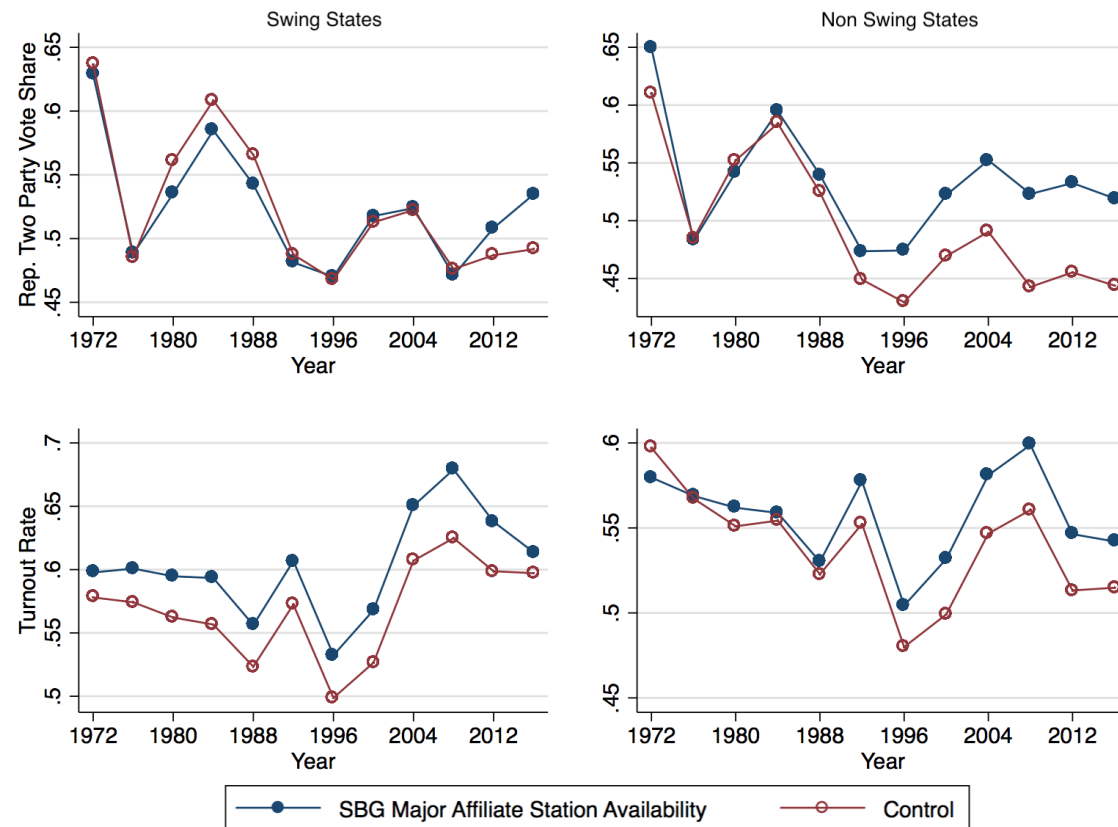 Swing States
Non Swing States
Rep. Two Party Vote Share
.65
.6
.55
.5
.45
1972 1980 1988 1996 2004 2012
Year
.65
.6
.55
.5
.45
1972 1980 1988 1996 2004 2012
Year
Turnout Rate
.7
.65
.6
.55
.5
1972 1980 1988 1996 2004 2012
Year
.6
.55
.5
.45
1972 1980 1988 1996 2004 2012
Year
SBG Major Affiliate Station Availability
Control